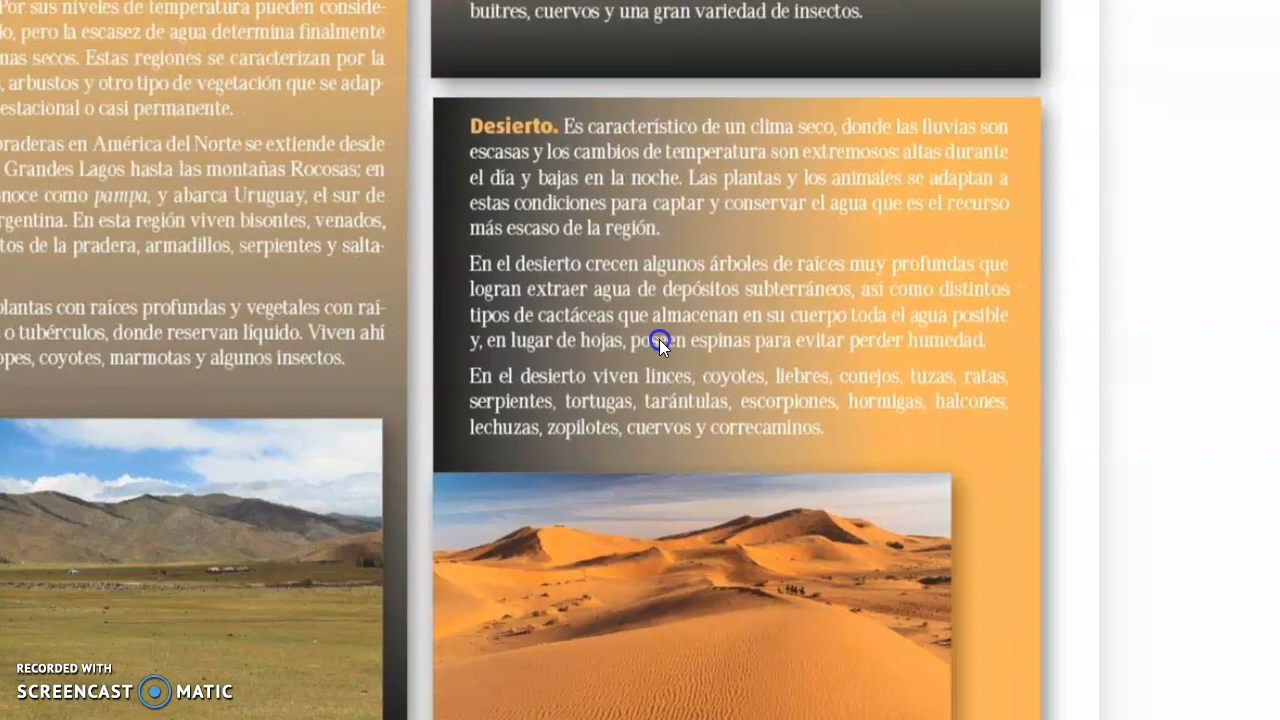 Por sus niveles de temperatura pueden conside-
lo, pero la escasez de agua determina finalmente
nas secos. Estas regiones se caracterizan por la
, arbustos y otro tipo de vegetación que se adap-
estacional o casi permanente.
praderas en América del Norte se extiende desde
Grandes Lagos hasta las montañas Rocosas; en
noce como pampa, y abarca Uruguay, el sur de
rgentina. En esta región viven bisontes, venados,
tos de la pradera, armadillos, serpientes y salta-
plantas con raíces profundas y vegetales con raí-
o tubérculos, donde reservan líquido. Viven ahí
opes, coyotes, marmotas y algunos insectos.
buitres, cuervos y una gran variedad de insectos.
Desierto. Es característico de un clima seco, donde las lluvias son
escasas y los cambios de temperatura son extremosos: altas durante
el día y bajas en la noche. Las plantas y los animales se adaptan a
estas condiciones para captar y conservar el agua que es el recurso
más escaso de la región.
En el desierto crecen algunos árboles de raíces muy profundas que
logran extraer agua de depósitos subterráneos, así como distintos
tipos de cactáceas que almacenan en su cuerpo toda el agua posible
y, en lugar de hojas, poseen espinas para evitar perder humedad.
En el desierto viven linces, coyotes, liebres, conejos, tuzas, ratas,
serpientes, tortugas, tarántulas, escorpiones, hormigas, halcones,
lechuzas, zopilotes, cuervos y correcaminos.
RECORDED WITH
SCREENCAST MATIC